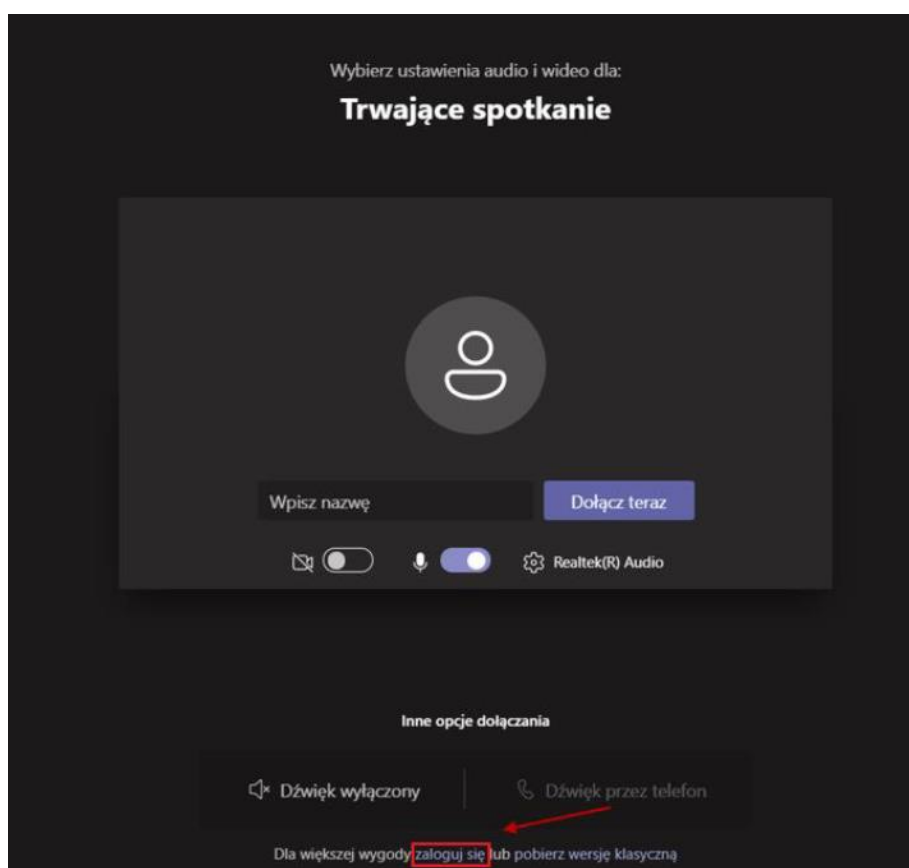 Wybierz ustawienia audio i wideo dla:
Trwające spotkanie
Wpisz nazwę
Dołącz teraz
Realtek(R) Audio
Inne opcje dołączania
Dźwięk wyłączony
Dźwięk przez telefon
Dla większej wygody zaloguj się lub pobierz wersję klasyczną